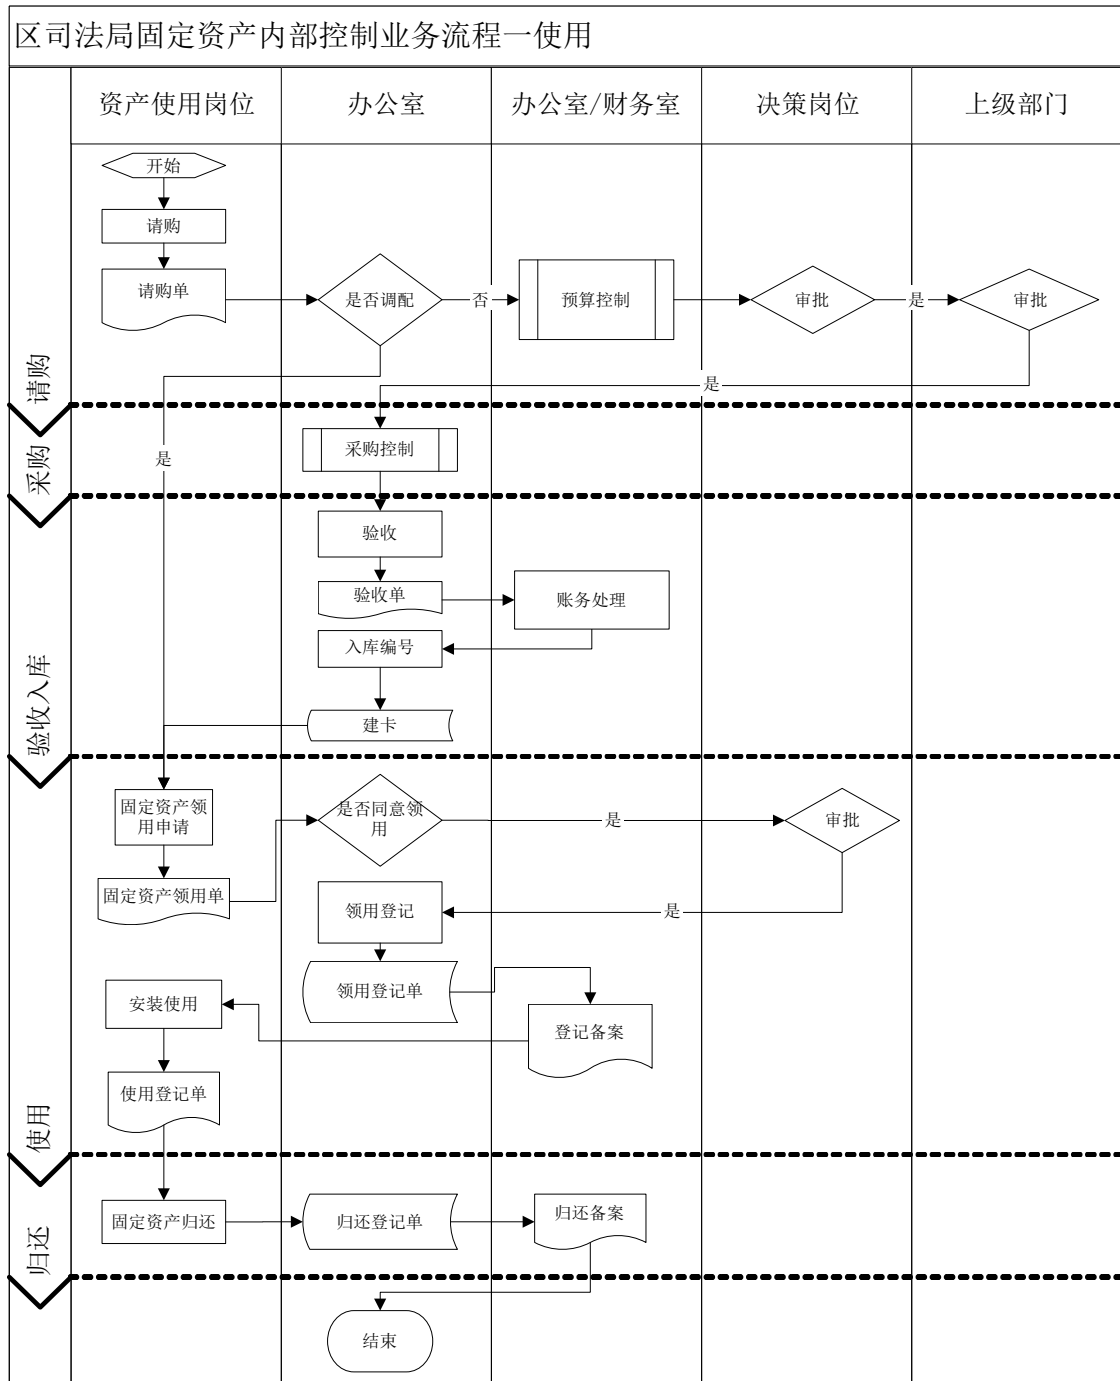 区司法局固定资产内部控制业务流程一使用
资产使用岗位
办公室
办公室/财务室
决策岗位
上级部门
请购
开始
请购
请购单
是否调配
否
预算控制
审批
是
审批
是
采购
是
采购控制
验收入库
验收
验收单
账务处理
入库编号
建卡
使用
固定资产领
用申请
是否同意领
用
是
审批
固定资产领用单
领用登记
是
领用登记单
安装使用
登记备案
使用登记单
归还
固定资产归还
归还登记单
归还备案
结束